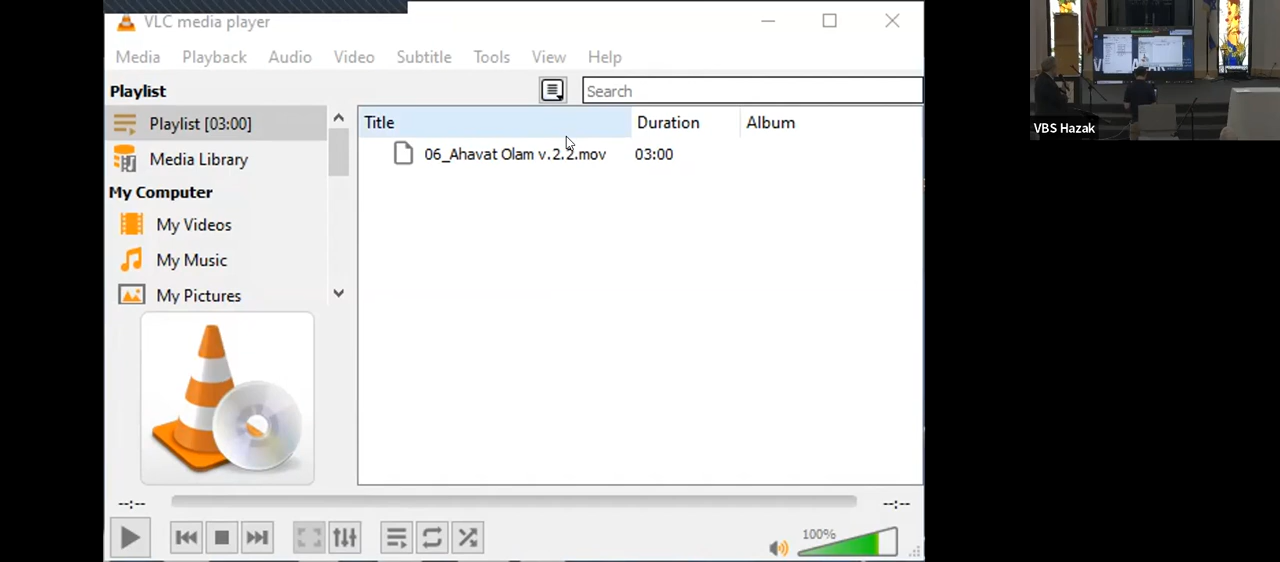 VLC media player
Media Playback Audio Video Subtitle Tools View Help
Playlist
Search
Playlist [03:00]
Media Library
My Computer
My Videos
My Music
My Pictures
Title Duration Album
06_Ahavat Olam v.2.2.mov 03:00
--:-- --:--
100%
VBS Hazak